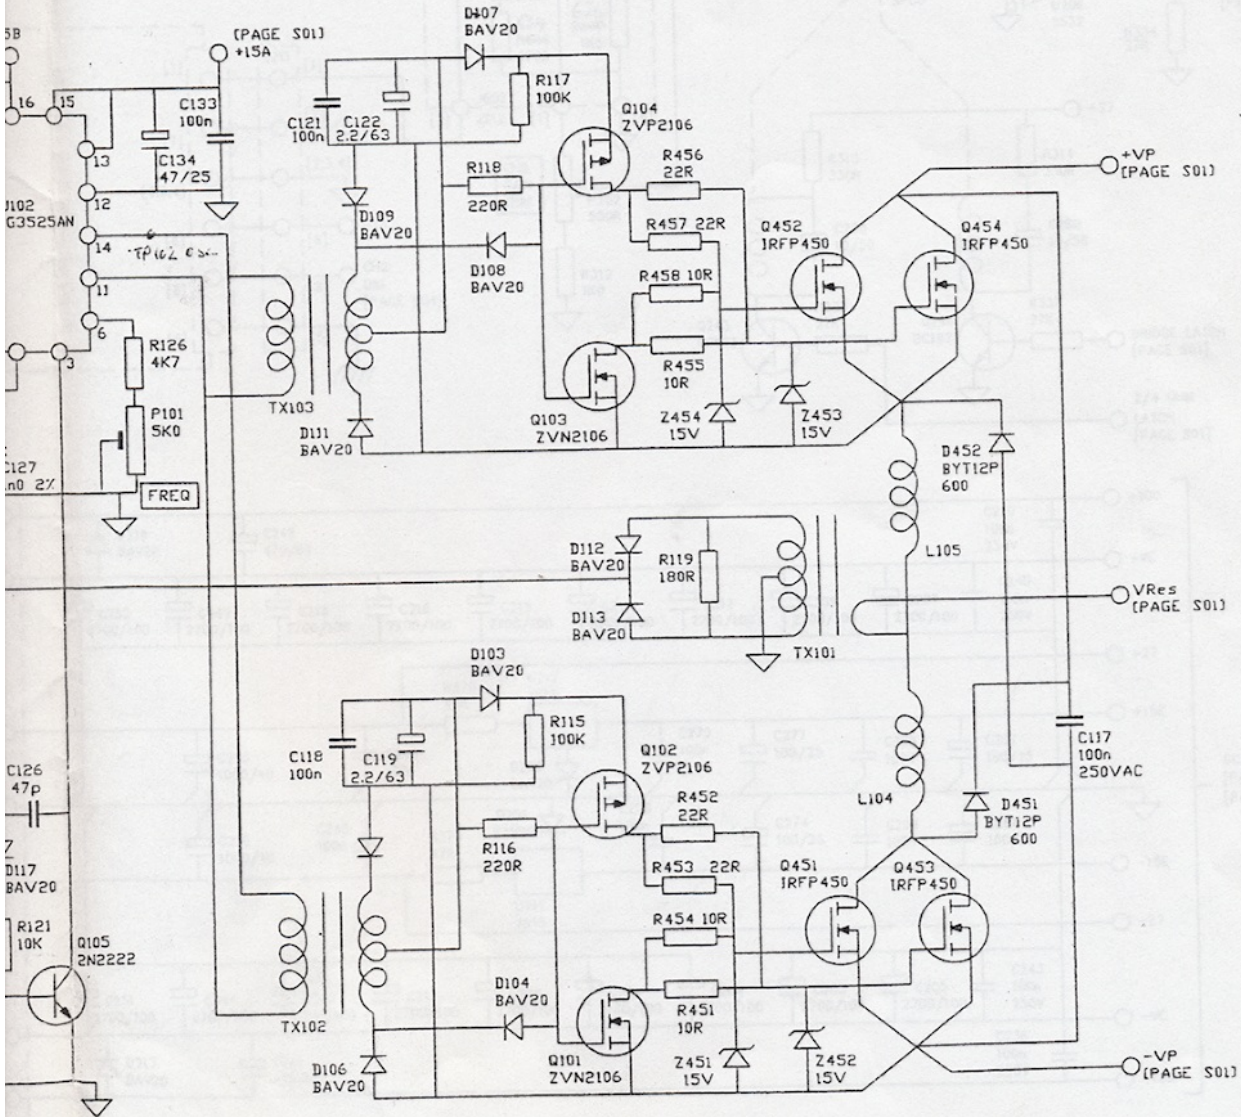 5B
[PAGE S01]
+15A
16
15
13
12
14
11
6
3
C133
100n
C134
47/25
J102
G3525AN
R126
4K7
P101
5K0
FREQ
C127
n0 2%
TX103
C121
100n
C122
2.2/63
D107
BAV20
R117
100K
Q104
ZVP2106
R118
220R
D109
BAV20
D108
BAV20
D111
BAV20
R456
22R
R457 22R
R458 10R
R455
10R
Q103
ZVN2106
Z454
15V
Z453
15V
Q452
IRFP450
Q454
IRFP450
+VP
[PAGE S01]
D452
BYT12P
600
L105
D112
BAV20
D113
BAV20
R119
180R
TX101
VRes
[PAGE S01]
D103
BAV20
C118
100n
C119
2.2/63
R115
100K
Q102
ZVP2106
R116
220R
R452
22R
R453 22R
R454 10R
R451
10R
L104
C117
100n
250VAC
D451
BYT12P
600
Q451
IRFP450
Q453
IRFP450
C126
47p
D117
BAV20
R121
10K
Q105
2N2222
TX102
D104
BAV20
D106
BAV20
Q101
ZVN2106
Z451
15V
Z452
15V
-VP
[PAGE S01]